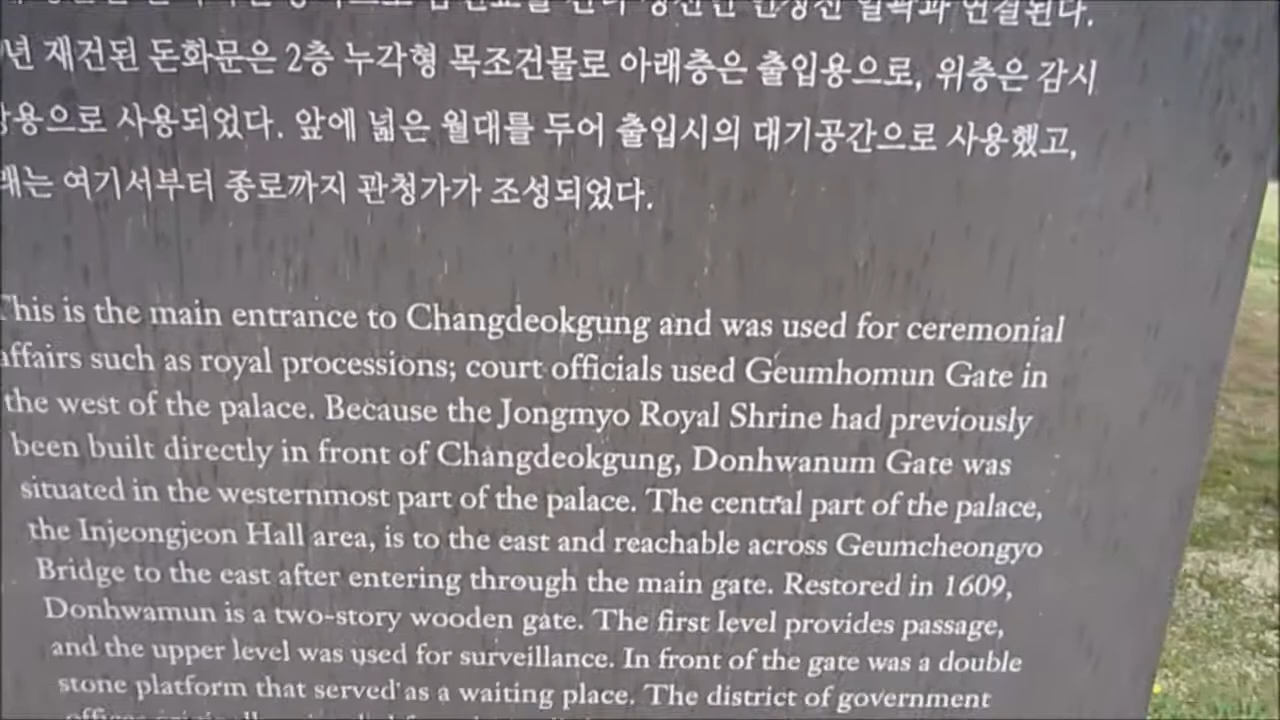 연결된다.
년 재건된 돈화문은 2층 누각형 목조건물로 아래층은 출입용으로, 위층은 감시
용으로 사용되었다. 앞에 넓은 월대를 두어 출입시의 대기공간으로 사용했고,
는 여기서부터 종로까지 관청가가 조성되었다.
This is the main entrance to Changdeokgung and was used for ceremonial
affairs such as royal processions; court officials used Geumhomun Gate in
the west of the palace. Because the Jongmyo Royal Shrine had previously
been built directly in front of Changdeokgung, Donhwanum Gate was
situated in the westernmost part of the palace. The central part of the palace,
the Injeongjeon Hall area, is to the east and reachable across Geumcheongyo
Bridge to the east after entering through the main gate. Restored in 1609,
Donhwamun is a two-story wooden gate. The first level provides passage,
and the upper level was used for surveillance. In front of the gate was a double
stone platform that served as a waiting place. The district of government